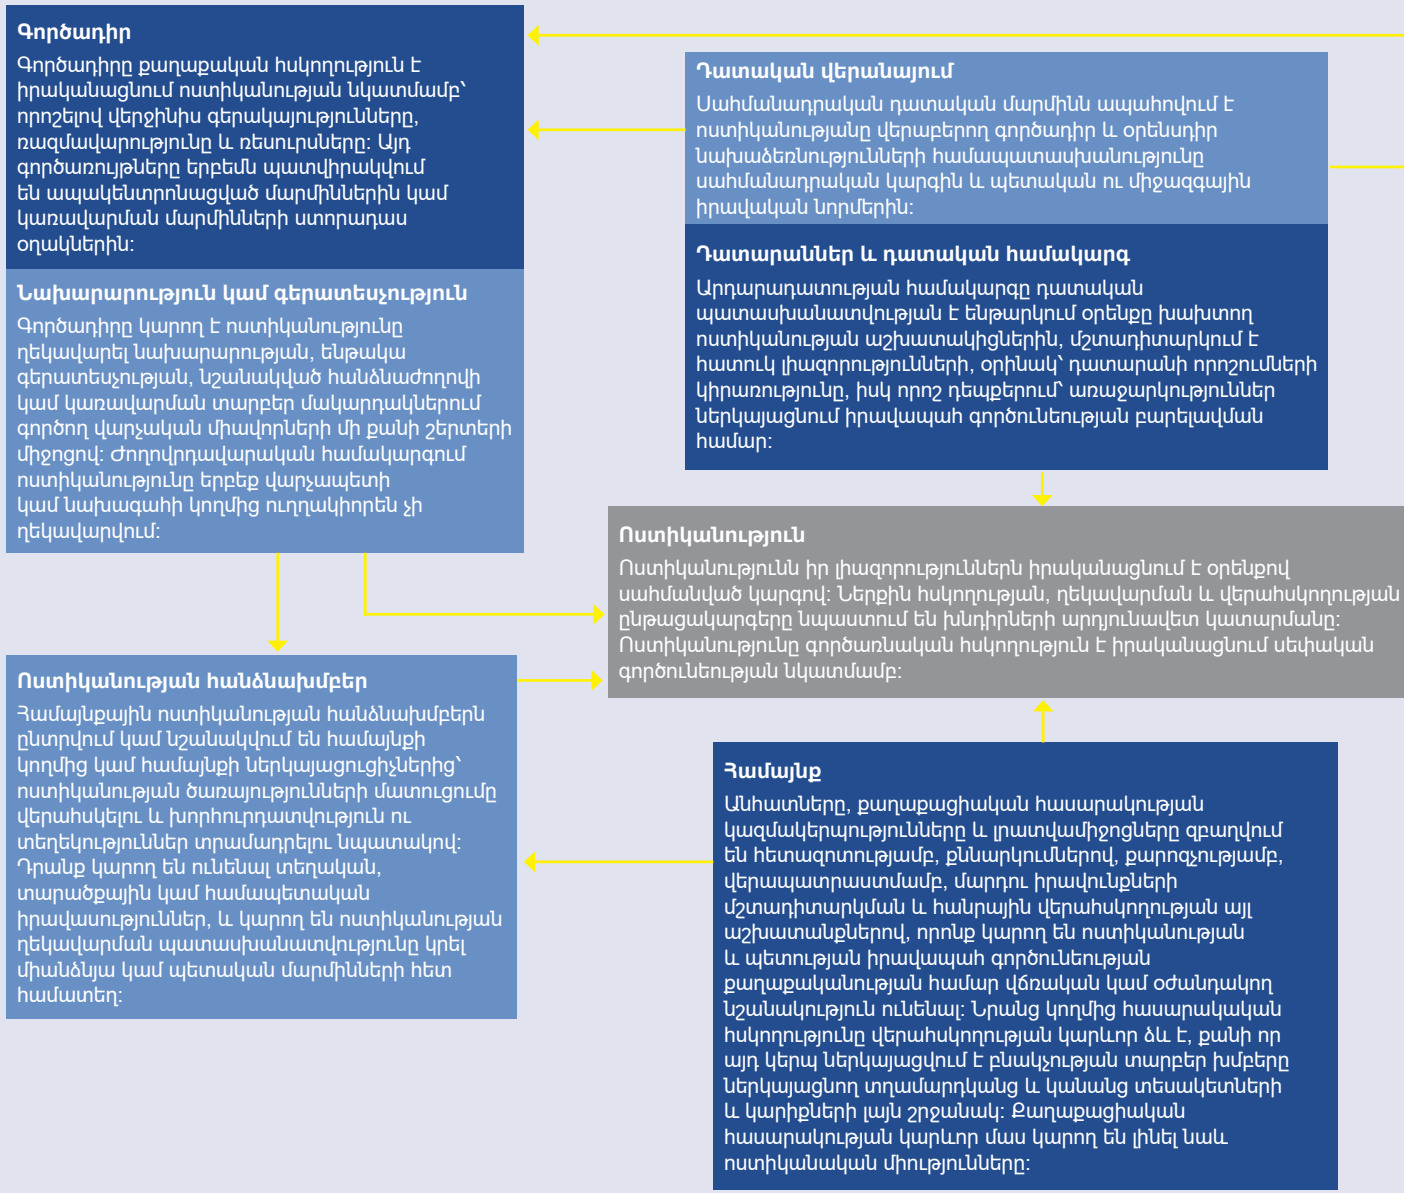 Գործադիր
Գործադիրը քաղաքական հսկողություն է
իրականացնում ոստիկանության նկատմամբ՝
որոշելով վերջինիս գերակայությունները,
ռազմավարությունը և ռեսուրսները: Այդ
գործառույթները երբեմն պատվիրակվում
են ապակենտրոնացված մարմիններին կամ
կառավարման մարմինների ստորադաս
օղակներին:
Նախարարություն կամ գերատեսչություն
Գործադիրը կարող է ոստիկանությունը
ղեկավարել նախարարության, ենթակա
գերատեսչության, նշանակված հանձնաժողովի
կամ կառավարման տարբեր մակարդակներում
գործող վարչական միավորների մի քանի շերտերի
միջոցով: Ժողովրդավարական համակարգում
ոստիկանությունը երբեք վարչապետի
կամ նախագահի կողմից ուղղակիորեն չի
ղեկավարվում:
Դատական վերանայում
Սահմանադրական դատական մարմինն ապահովում է
ոստիկանությանը վերաբերող գործադիր և օրենսդիր
նախաձեռնությունների համապատասխանությունը
սահմանադրական կարգին և պետական ու միջազգային
իրավական նորմերին:
Դատարաններ և դատական համակարգ
Արդարադատության համակարգը դատական
պատասխանատվության է ենթարկում օրենքը խախտող
ոստիկանության աշխատակիցներին, մշտադիտարկում է
հատուկ լիազորությունների, օրինակ՝ դատարանի որոշումների
կիրառությունը, իսկ որոշ դեպքերում՝ առաջարկություններ
ներկայացնում իրավապահ գործունեության բարելավման
համար:
Ոստիկանություն
Ոստիկանությունն իր լիազորություններն իրականացնում է օրենքով
սահմանված կարգով: Ներքին հսկողության, ղեկավարման և վերահսկողության
ընթացակարգերը նպաստում են խնդիրների արդյունավետ կատարմանը:
Ոստիկանությունը գործառնական հսկողություն է իրականացնում սեփական
գործունեության նկատմամբ:
Ոստիկանության հանձնախմբեր
Համայնքային ոստիկանության հանձնախմբերն
ընտրվում կամ նշանակվում են համայնքի
կողմից կամ համայնքի ներկայացուցիչներից՝
ոստիկանության ծառայությունների մատուցումը
վերահսկելու և խորհուրդատվություն ու
տեղեկություններ տրամադրելու նպատակով:
Դրանք կարող են ունենալ տեղական,
տարածքային կամ համապետական
իրավասություններ, և կարող են ոստիկանության
ղեկավարման պատասխանատվությունը կրել
միանձնյա կամ պետական մարմինների հետ
համատեղ:
Համայնք
Անհատները, քաղաքացիական հասարակության
կազմակերպությունները և լրատվամիջոցները զբաղվում
են հետազոտությամբ, քննարկումներով, քարոզչությամբ,
վերապատրաստմամբ, մարդու իրավունքների
մշտադիտարկման և հանրային վերահսկողության այլ
աշխատանքներով, որոնք կարող են ոստիկանության
և պետության իրավապահ գործունեության
քաղաքականության համար վճռական կամ օժանդակող
նշանակություն ունենալ: Նրանց կողմից հասարակական
հսկողությունը վերահսկողության կարևոր ձև է, քանի որ
այդ կերպ ներկայացվում է բնակչության տարբեր խմբերը
ներկայացնող տղամարդկանց և կանանց տեսակետների
և կարիքների լայն շրջանակ: Քաղաքացիական
հասարակության կարևոր մաս կարող են լինել նաև
ոստիկանական միությունները: